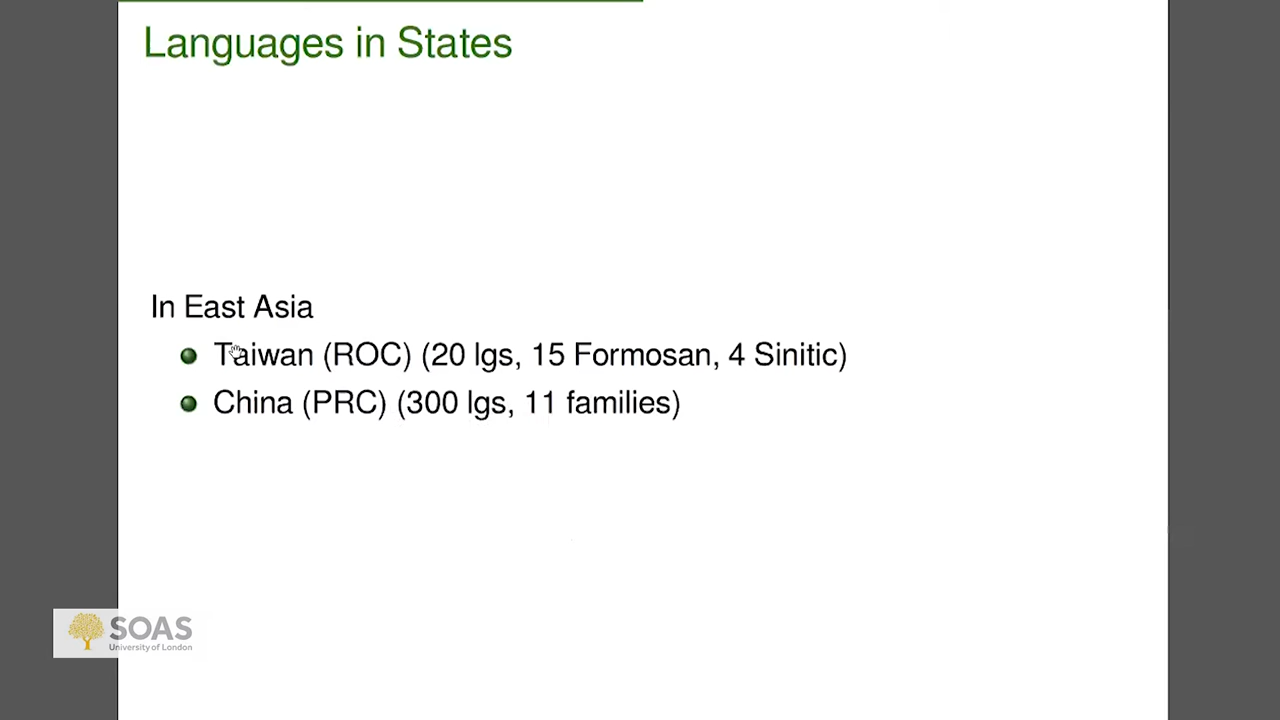 Languages in States
In East Asia
Taiwan (ROC) (20 lgs, 15 Formosan, 4 Sinitic)
China (PRC) (300 lgs, 11 families)
SOAS
University of London